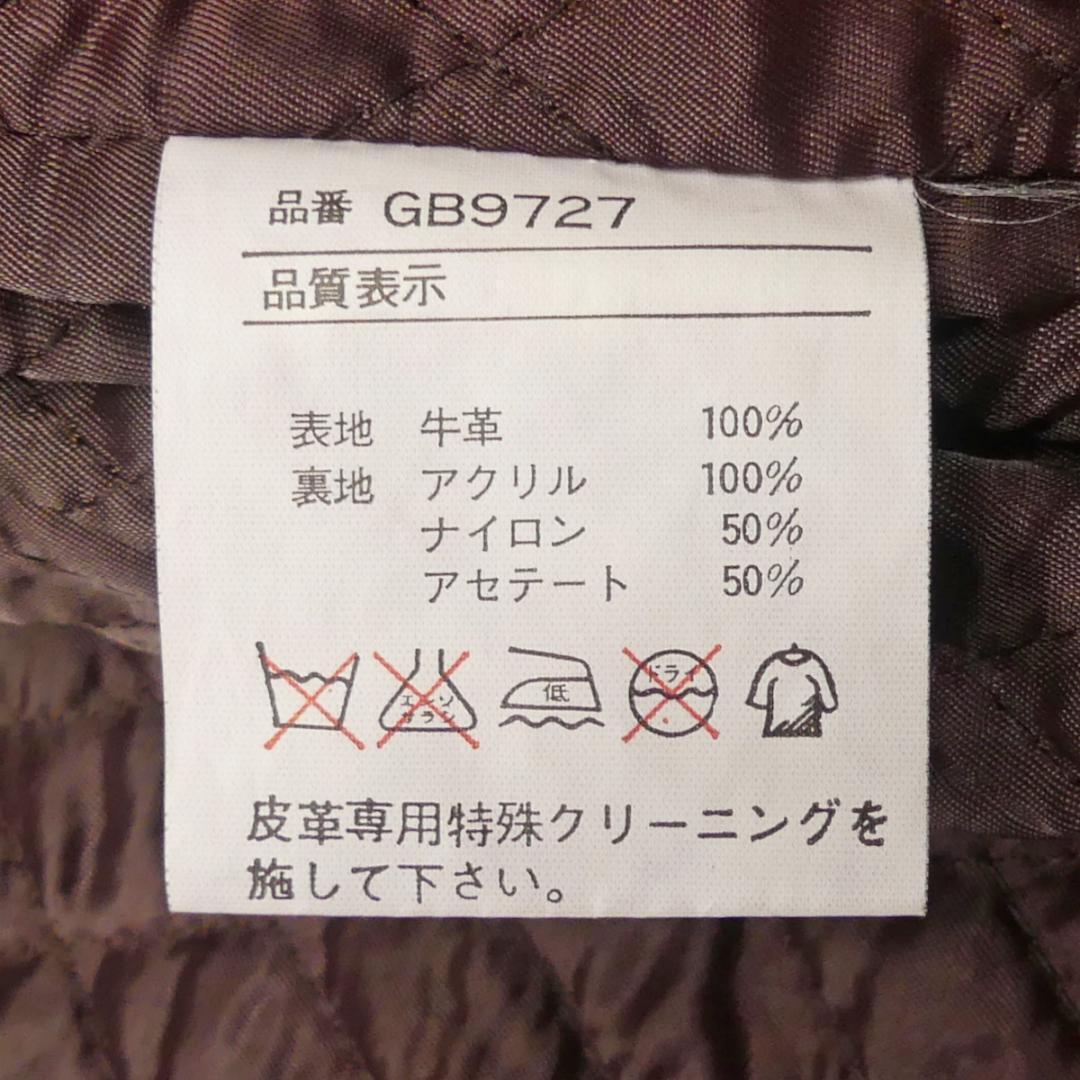 品番 GB9727
品質表示
表地 牛革 100%
裏地 アクリル 100%
ナイロン 50%
アセテート 50%
低
ドライ
皮革専用特殊クリーニングを
施して下さい。